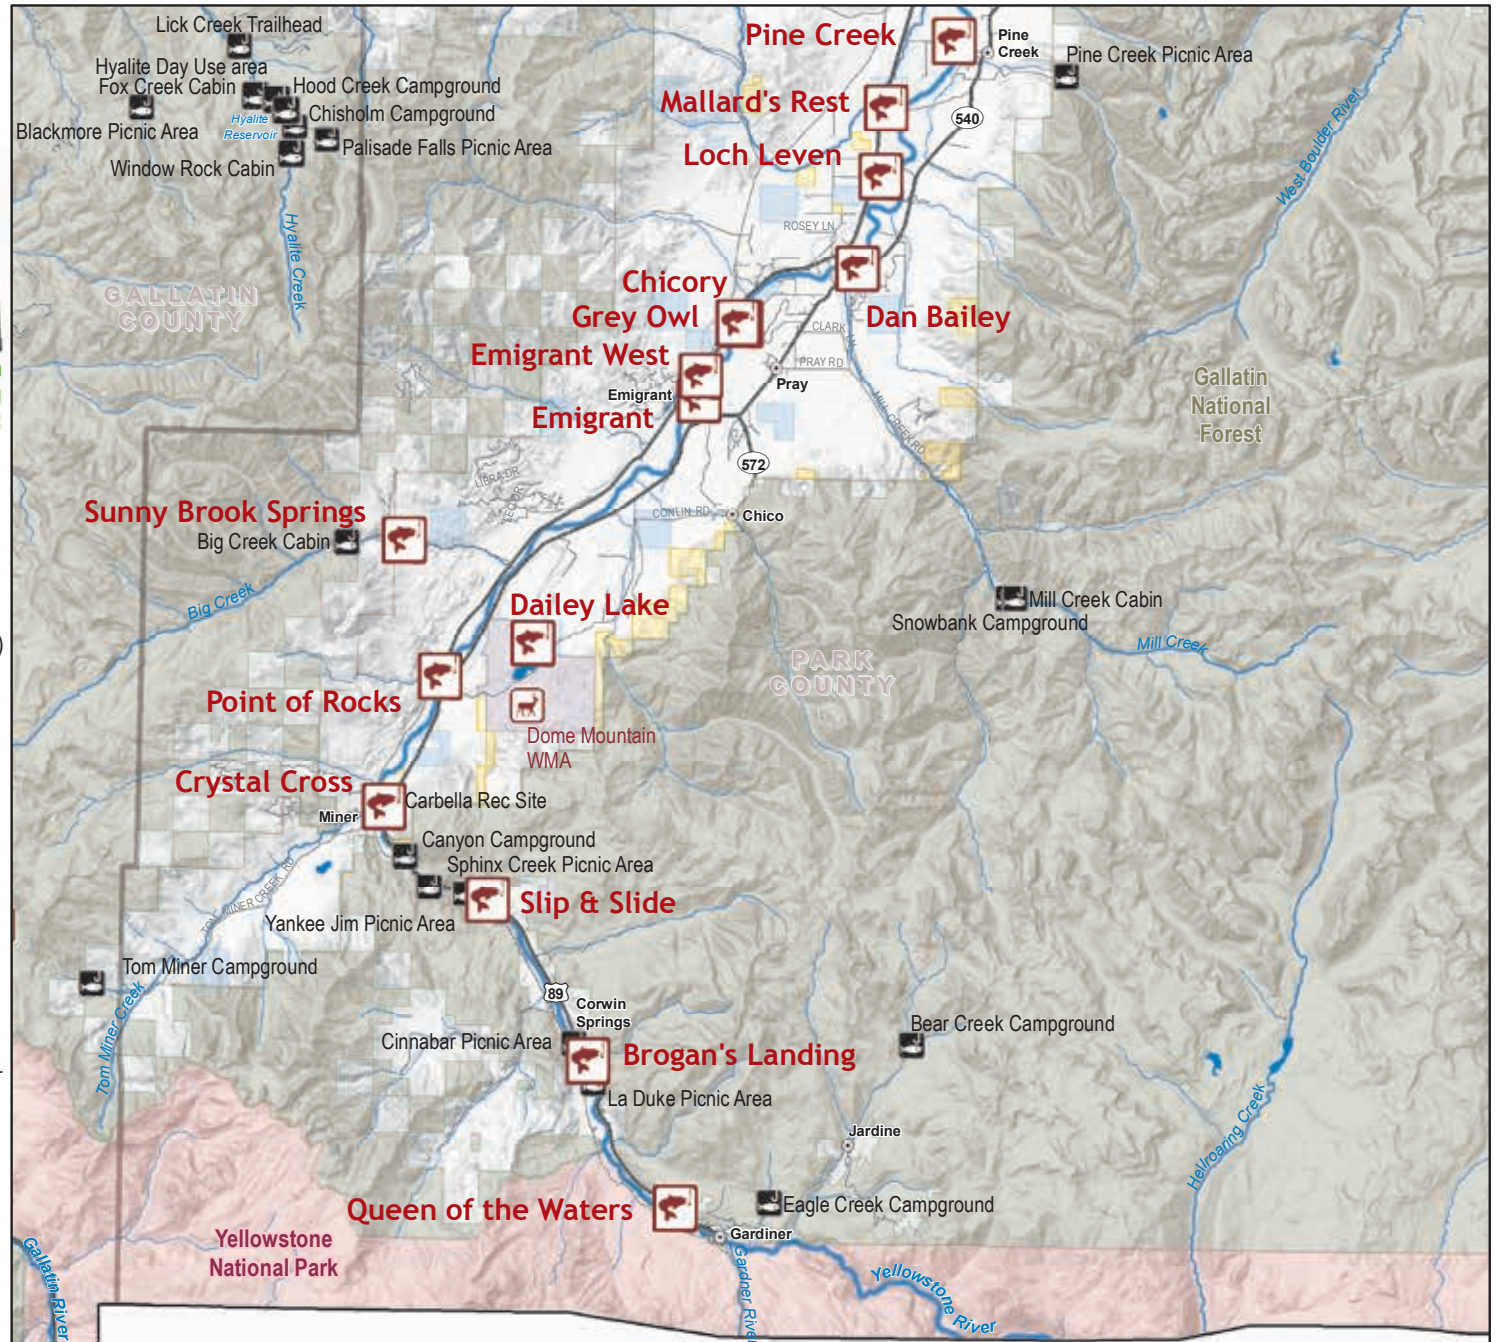 Lick Creek Trailhead
Hyalite Day Use area
Fox Creek Cabin
Hood Creek Campground
Chisholm Campground
Hyalite
Reservoir
Blackmore Picnic Area
Palisade Falls Picnic Area
Window Rock Cabin
Hyalite Creek
GALLATIN
COUNTY
Pine Creek
Pine
Creek
Pine Creek Picnic Area
Mallard's Rest
540
Loch Leven
West Boulder River
ROSEY LN
Chicory
Grey Owl
Dan Bailey
CLARK LN
Emigrant West
PRAY RD
Pray
Emigrant
Emigrant
MILL CREEK RD
Gallatin
National
Forest
572
LIBRA DR
Sunny Brook Springs
CONLIN RD
Chico
Big Creek Cabin
Big Creek
Dailey Lake
Mill Creek Cabin
Snowbank Campground
Mill Creek
PARK
COUNTY
Point of Rocks
Dome Mountain
WMA
Crystal Cross
Carbella Rec Site
Miner
Canyon Campground
Sphinx Creek Picnic Area
TOM MINER CREEK RD
Slip & Slide
Yankee Jim Picnic Area
Tom Miner Campground
Tom Miner Creek
89
Corwin
Springs
Cinnabar Picnic Area
Brogan's Landing
Bear Creek Campground
La Duke Picnic Area
Jardine
Hellroaring Creek
Queen of the Waters
Eagle Creek Campground
Gardiner
Yellowstone
National Park
Gallatin River
Gardner River
Yellowstone River